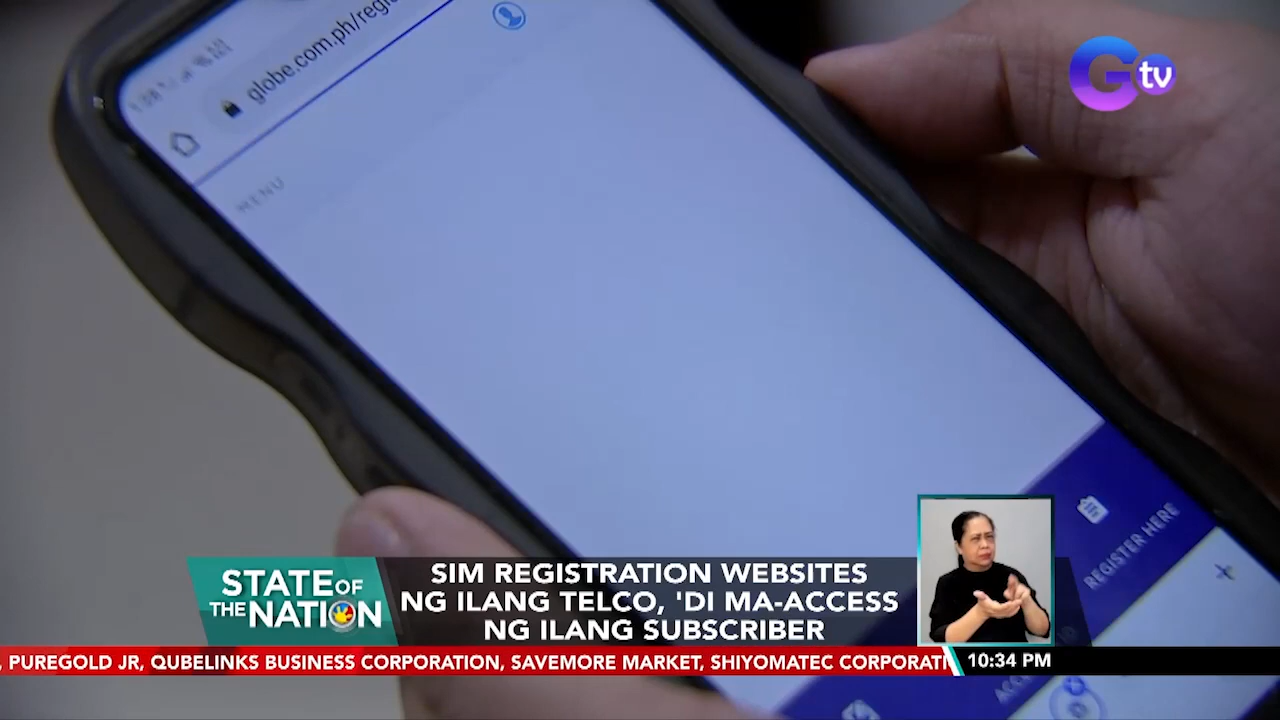 globe.com.ph/regi
MENU
G tv
REGISTER HERE
STATE OF
THE NATION
SIM REGISTRATION WEBSITES
NG ILANG TELCO, 'DI MA-ACCESS
NG ILANG SUBSCRIBER
, PUREGOLD JR, QUBELINKS BUSINESS CORPORATION, SAVEMORE MARKET, SHIYOMATEC CORPORATI
10:34 PM